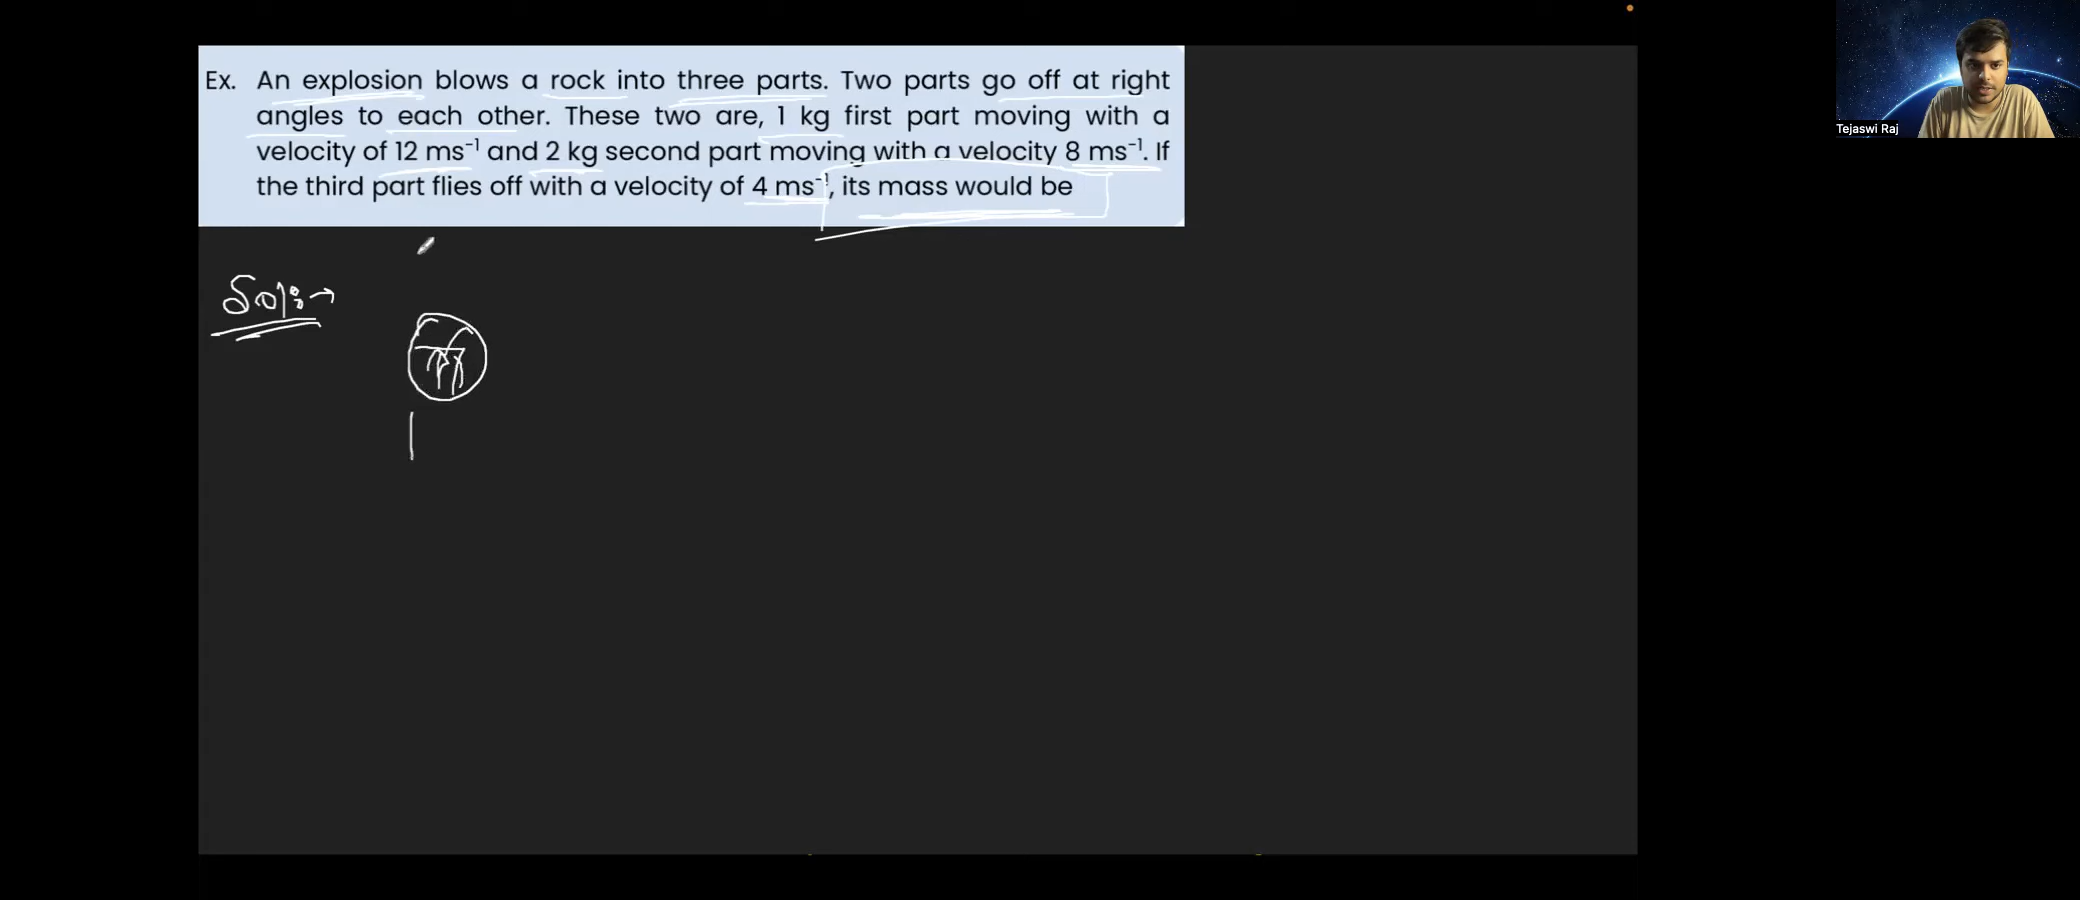 Ex. An explosion blows a rock into three parts. Two parts go off at right
angles to each other. These two are, 1 kg first part moving with a
velocity of 12 ms⁻¹ and 2 kg second part moving with a velocity 8 ms⁻¹. If
the third part flies off with a velocity of 4 ms⁻¹, its mass would be
Tejaswi Raj
Sol:→